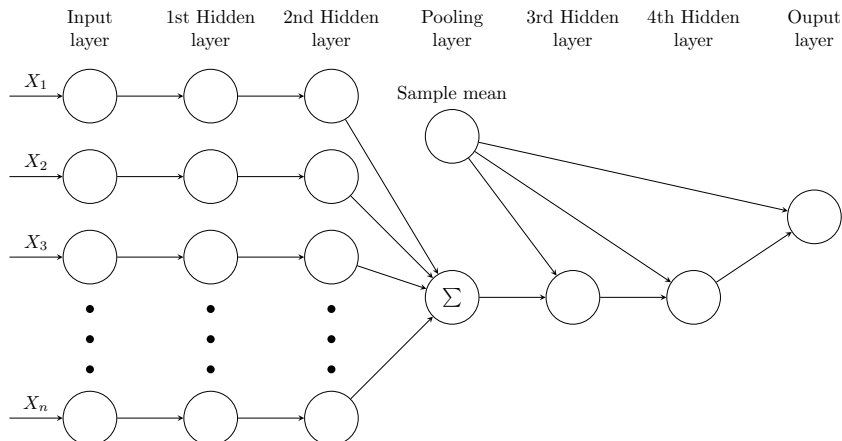 Input
layer
1st Hidden
layer
2nd Hidden
layer
Pooling
layer
3rd Hidden
layer
4th Hidden
layer
Ouput
layer
X₁
Sample mean
X₂
X₃
∑
Xₙ